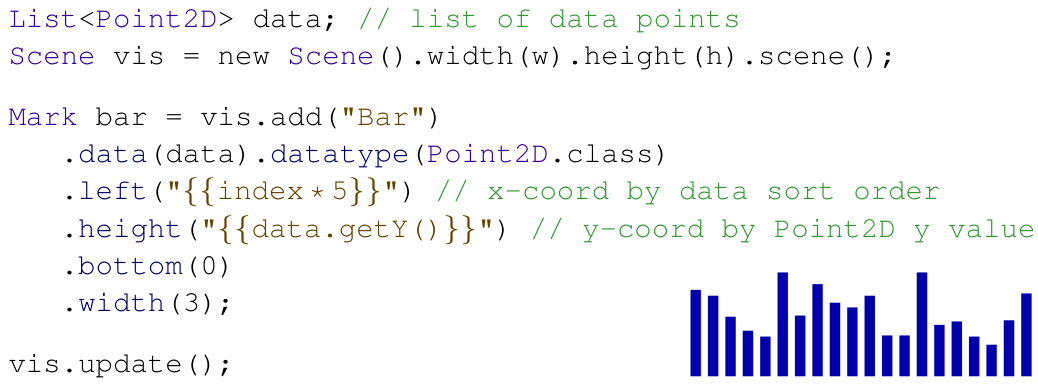 List<Point2D> data; // list of data points
Scene vis = new Scene().width(w).height(h).scene();
Mark bar = vis.add("Bar")
.data(data).datatype(Point2D.class)
.left("{{index * 5}}") // x-coord by data sort order
.height("{{data.getY()}}") // y-coord by Point2D y value
.bottom(0)
.width(3);
vis.update();